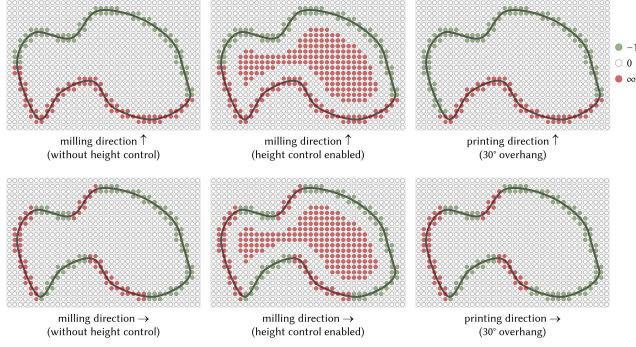 −1
0
∞
milling direction ↑
(without height control)
milling direction ↑
(height control enabled)
printing direction ↑
(30° overhang)
milling direction →
(without height control)
milling direction →
(height control enabled)
printing direction →
(30° overhang)